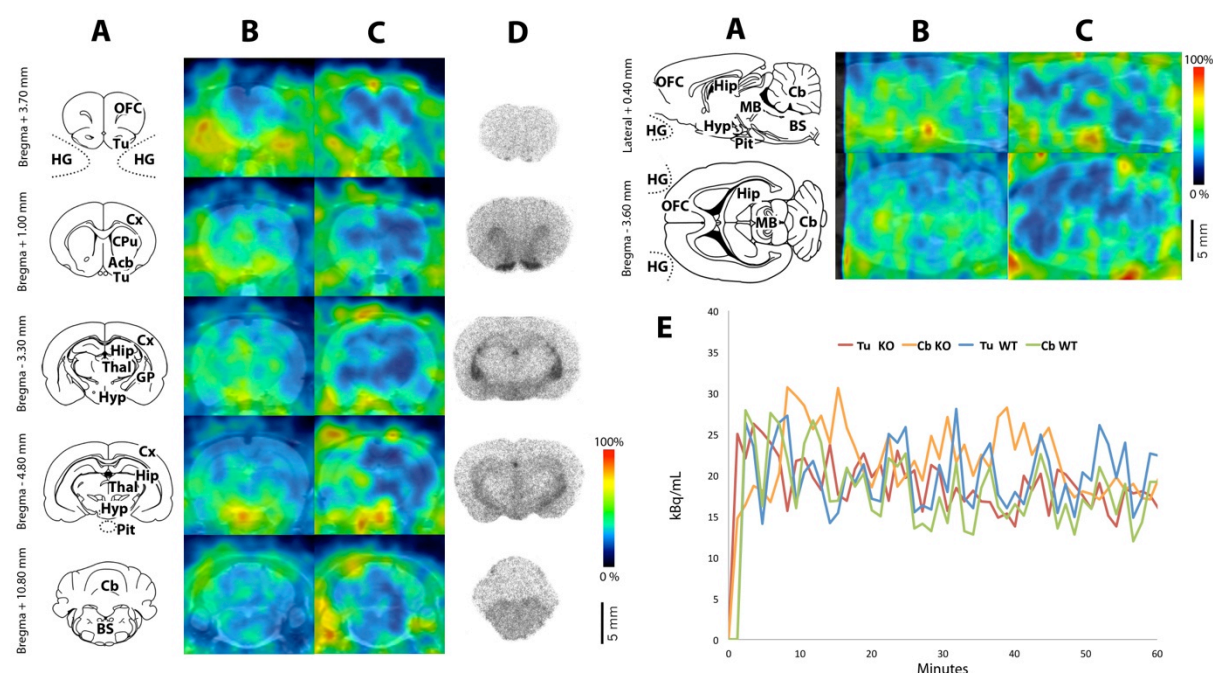 A
B
C
D
Bregma + 3.70 mm
OFC
Tu
HG
HG
Bregma + 1.00 mm
Cx
CPu
Acb
Tu
Bregma - 3.30 mm
Cx
Hip
Thal
GP
Hyp
Bregma - 4.80 mm
Cx
Hip
Thal
Hyp
Pit
Bregma + 10.80 mm
Cb
BS
100%
0 %
5 mm
A
B
C
Lateral + 0.40 mm
OFC
Hip
Cb
MB
HG
Hyp
BS
Pit
Bregma - 3.60 mm
HG
Hip
OFC
MB
Cb
HG
100%
0 %
5 mm
E
Tu KO
Cb KO
Tu WT
Cb WT
kBq/mL
40
35
30
25
20
15
10
5
0
0 10 20 30 40 50 60
Minutes